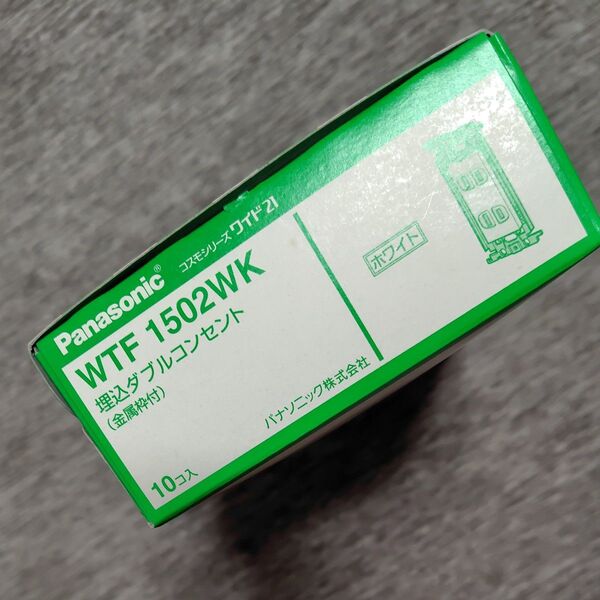 Panasonic® コスモシリーズ ワイド21
WTF 1502WK
埋込ダブルコンセント
(金属枠付)
ホワイト
10コ入
パナソニック株式会社